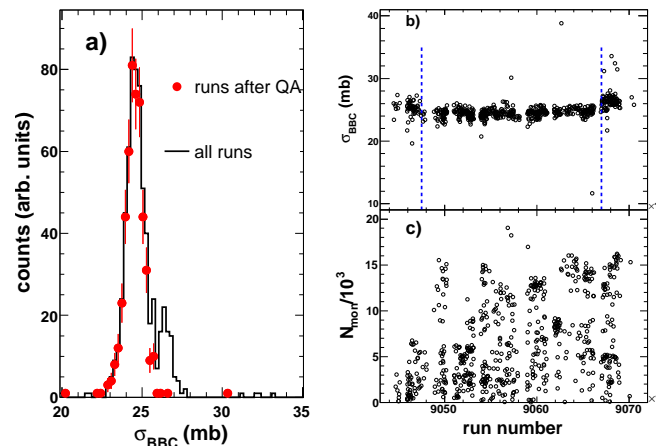 a)
runs after QA
all runs
counts (arb. units)
80
60
40
20
0
20
25
30
35
σBBC (mb)
b)
σBBC (mb)
40
30
20
10
c)
Nmon/10³
20
15
10
5
0
9050
9060
9070
run number